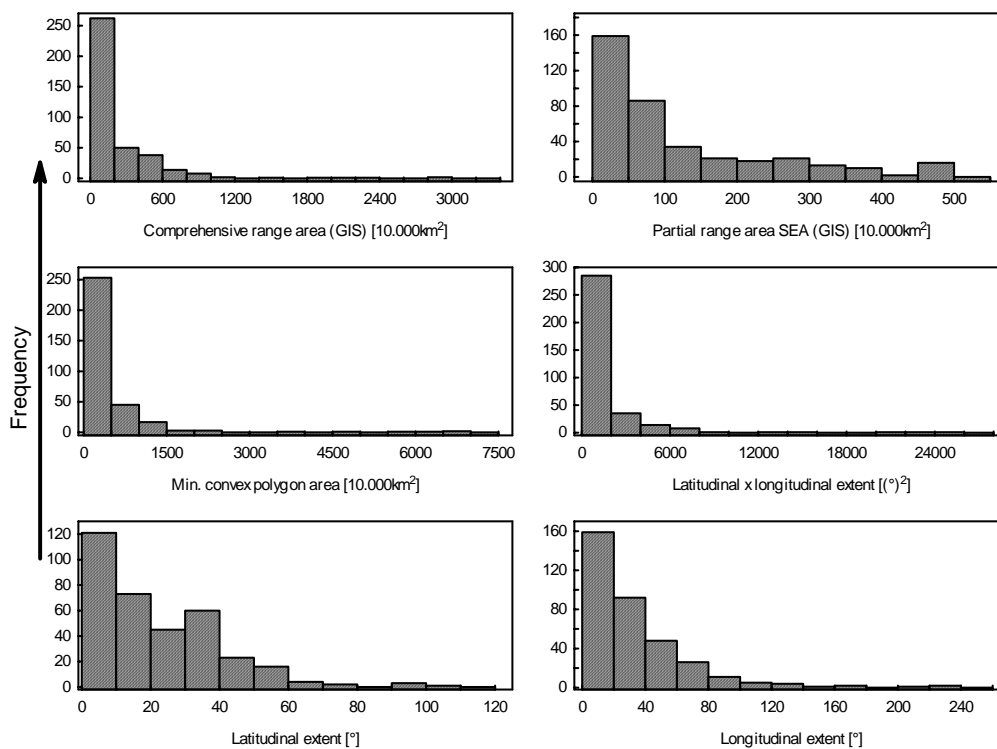 Frequency
250
200
150
100
50
0
0 600 1200 1800 2400 3000
Comprehensive range area (GIS) [10.000km²]
160
120
80
40
0
0 100 200 300 400 500
Partial range area SEA (GIS) [10.000km²]
250
200
150
100
50
0
0 1500 3000 4500 6000 7500
Min. convex polygon area [10.000km²]
300
250
200
150
100
50
0
0 6000 12000 18000 24000
Latitudinal x longitudinal extent [(°)²]
120
100
80
60
40
20
0
0 20 40 60 80 100 120
Latitudinal extent [°]
160
120
80
40
0
0 40 80 120 160 200 240
Longitudinal extent [°]